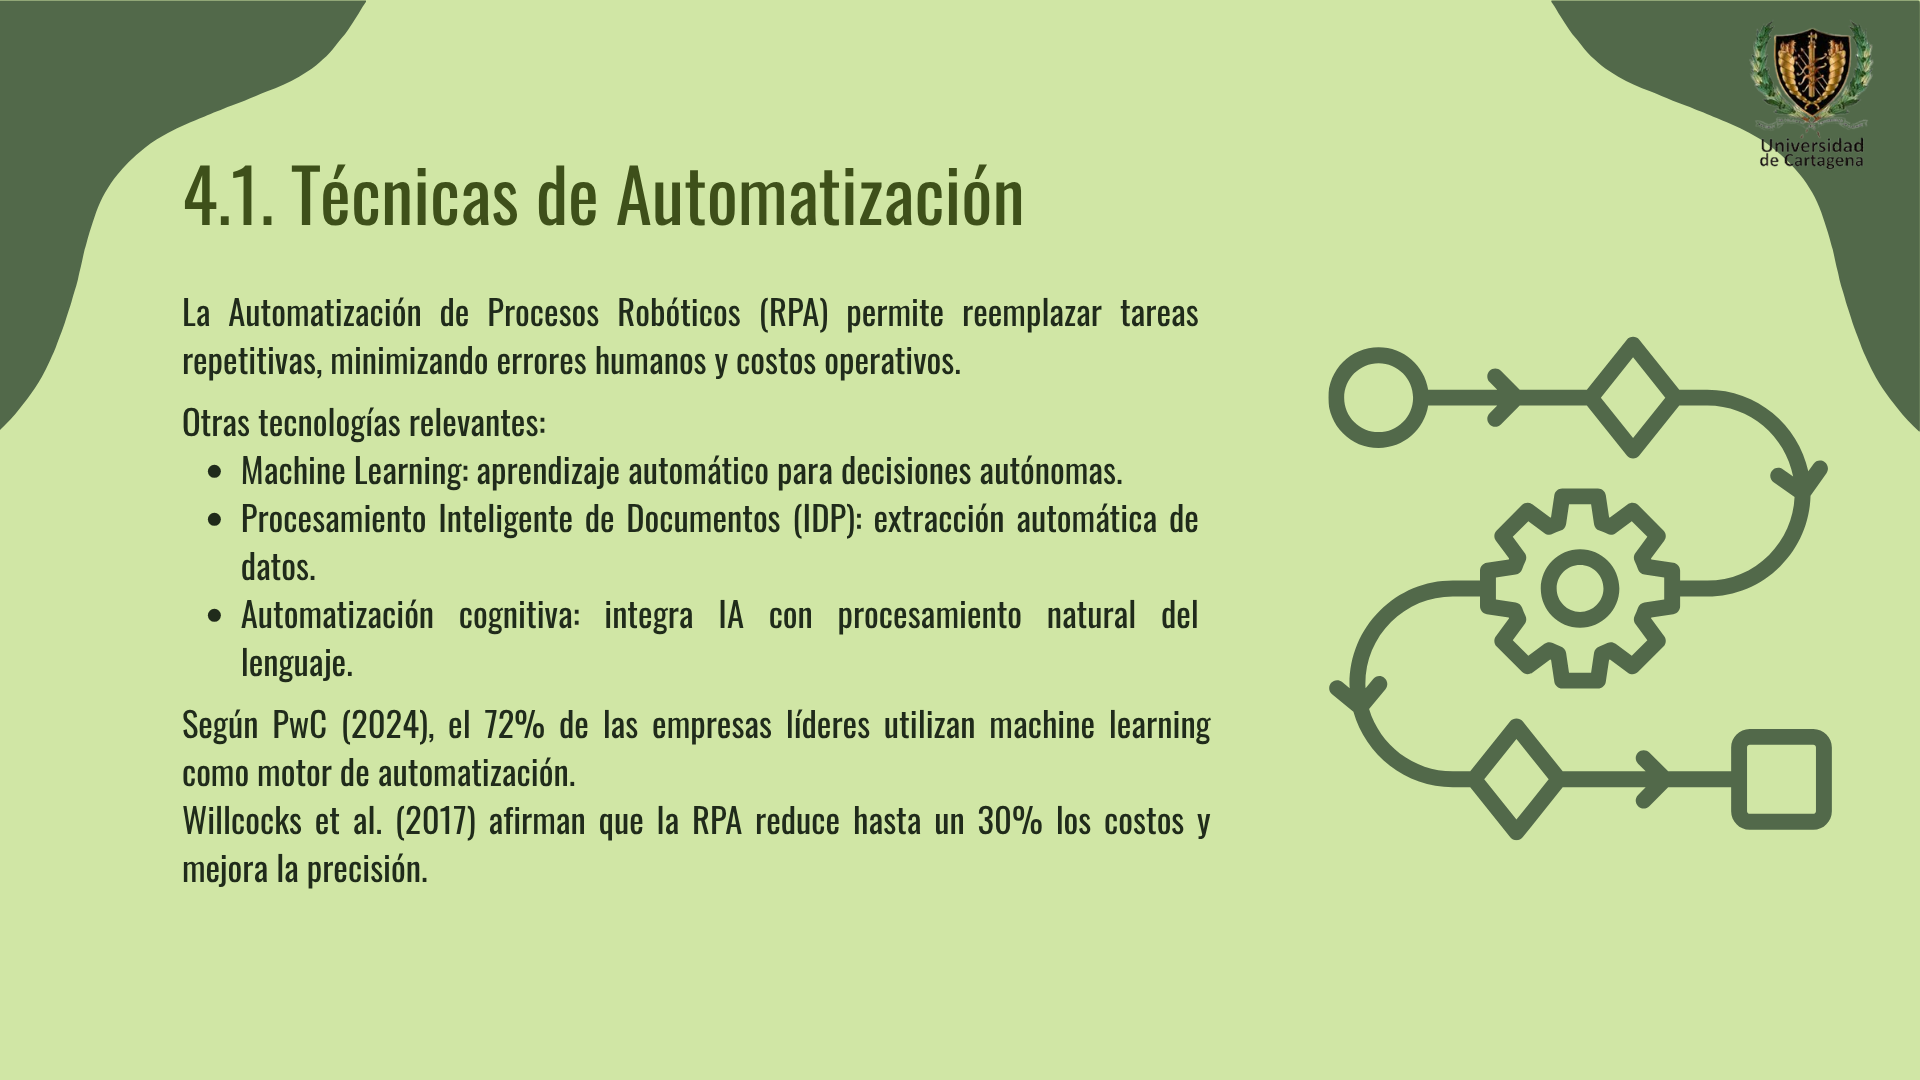 Universidad
de Cartagena
4.1. Técnicas de Automatización
La Automatización de Procesos Robóticos (RPA) permite reemplazar tareas
repetitivas, minimizando errores humanos y costos operativos.
Otras tecnologías relevantes:
• Machine Learning: aprendizaje automático para decisiones autónomas.
• Procesamiento Inteligente de Documentos (IDP): extracción automática de
datos.
• Automatización cognitiva: integra IA con procesamiento natural del
lenguaje.
Según PwC (2024), el 72% de las empresas líderes utilizan machine learning
como motor de automatización.
Willcocks et al. (2017) afirman que la RPA reduce hasta un 30% los costos y
mejora la precisión.